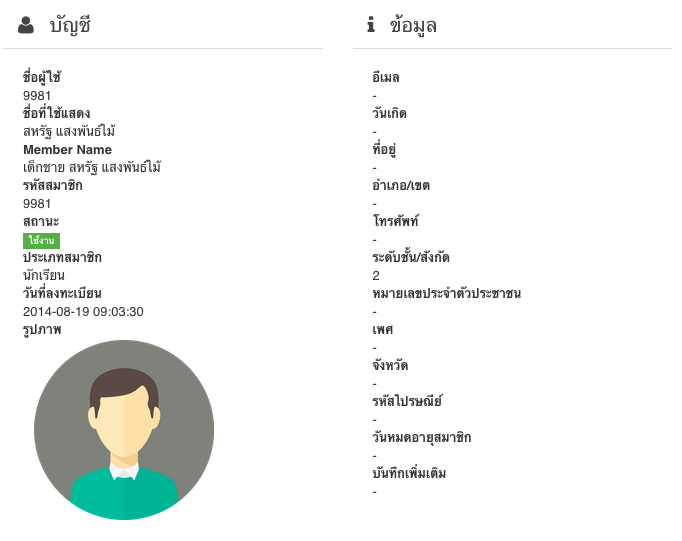 บัญชี
ชื่อผู้ใช้
9981
ชื่อที่ใช้แสดง
สหรัฐ แสงพันธ์ไม้
Member Name
เด็กชาย สหรัฐ แสงพันธ์ไม้
รหัสสมาชิก
9981
สถานะ
ใช้งาน
ประเภทสมาชิก
นักเรียน
วันที่ลงทะเบียน
2014-08-19 09:03:30
รูปภาพ
ข้อมูล
อีเมล
-
วันเกิด
-
ที่อยู่
-
อำเภอ/เขต
-
โทรศัพท์
-
ระดับชั้น/สังกัด
2
หมายเลขประจำตัวประชาชน
-
เพศ
-
จังหวัด
-
รหัสไปรษณีย์
-
วันหมดอายุสมาชิก
-
บันทึกเพิ่มเติม
-